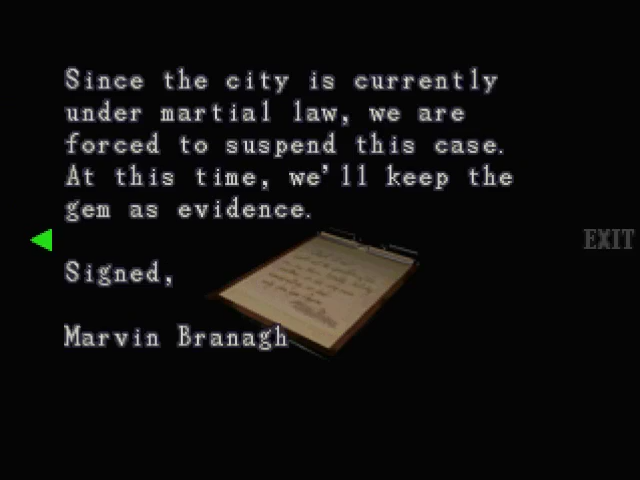 Since the city is currently
under martial law, we are
forced to suspend this case.
At this time, we'll keep the
gem as evidence.
EXIT
Signed,
Marvin Branagh